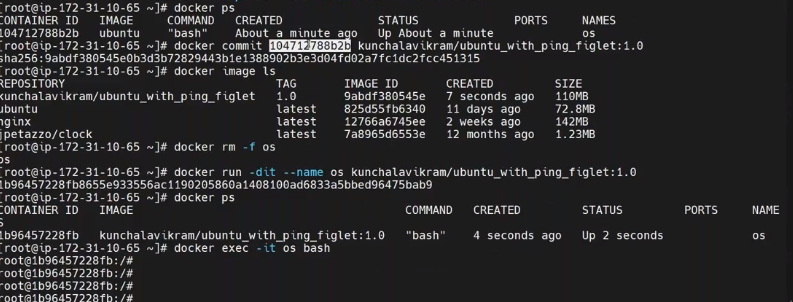 [root@ip-172-31-10-65 ~]# docker ps
CONTAINER ID   IMAGE     COMMAND   CREATED              STATUS              PORTS     NAMES
104712788b2b   ubuntu    "bash"    About a minute ago   Up About a minute             os
[root@ip-172-31-10-65 ~]# docker commit 104712788b2b kunchalavikram/ubuntu_with_ping_figlet:1.0
sha256:9abdf380545e0b3d3b72829443b1e1388902b3e3d04fd02a7fc1dc2fcc451315
[root@ip-172-31-10-65 ~]# docker image ls
REPOSITORY                              TAG       IMAGE ID       CREATED         SIZE
kunchalavikram/ubuntu_with_ping_figlet   1.0       9abdf380545e   7 seconds ago   110MB
ubuntu                                  latest    825d55fb6340   11 days ago     72.8MB
nginx                                   latest    12766a6745ee   2 weeks ago     142MB
jpetazzo/clock                          latest    7a8965d6553e   12 months ago   1.23MB
[root@ip-172-31-10-65 ~]# docker rm -f os
os
[root@ip-172-31-10-65 ~]# docker run -dit --name os kunchalavikram/ubuntu_with_ping_figlet:1.0
1b96457228fb8655e933556ac1190205860a1408100ad6833a5bbed96475bab9
[root@ip-172-31-10-65 ~]# docker ps
CONTAINER ID   IMAGE                                        COMMAND   CREATED         STATUS         PORTS     NAME
S
1b96457228fb   kunchalavikram/ubuntu_with_ping_figlet:1.0   "bash"    4 seconds ago   Up 2 seconds             os
[root@ip-172-31-10-65 ~]# docker exec -it os bash
root@1b96457228fb:/#
root@1b96457228fb:/#
root@1b96457228fb:/#
root@1b96457228fb:/#